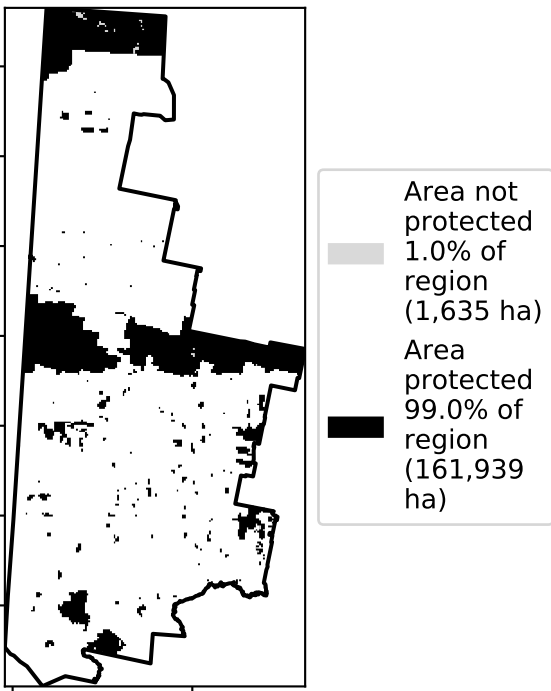 Area not
protected
1.0% of
region
(1,635 ha)
Area
protected
99.0% of
region
(161,939
ha)